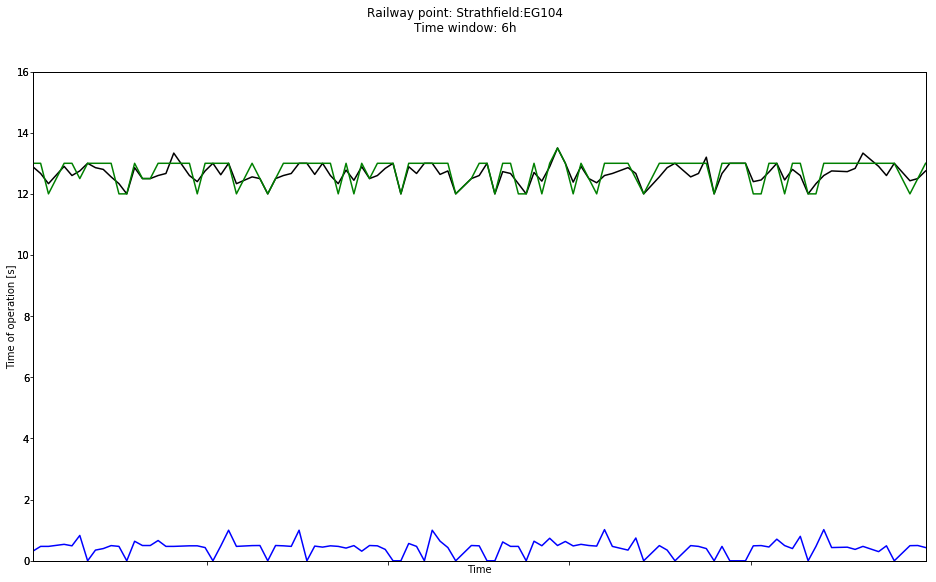 Railway point: Strathfield:EG104
Time window: 6h
16
14
12
10
8
6
4
2
0
Time of operation [s]
Time